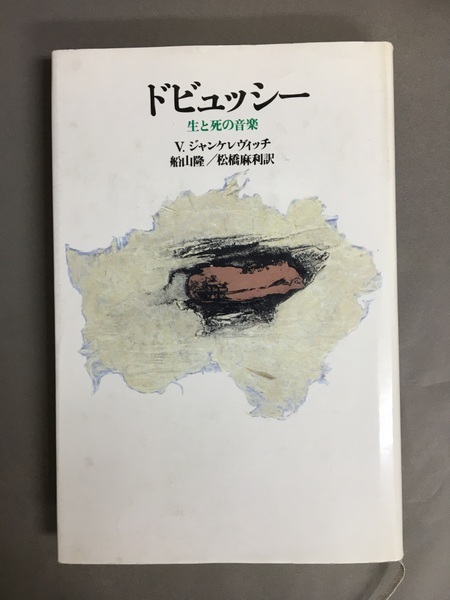 ドビュッシー
生と死の音楽
V. ジャンケレヴィッチ
船山隆／松橋麻利訳